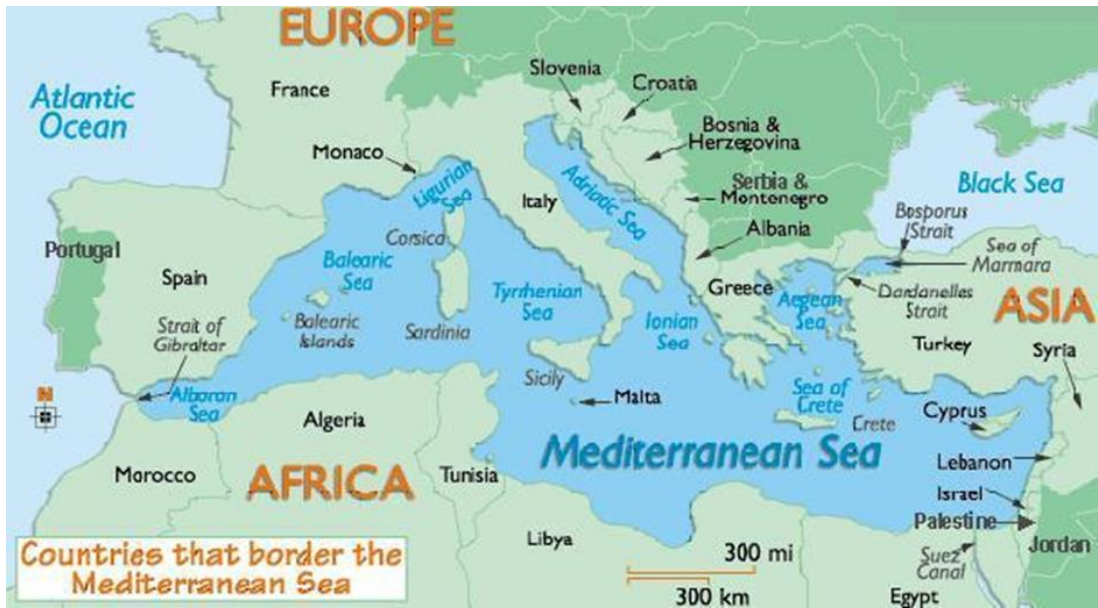 EUROPE
Slovenia
Croatia
France
Atlantic
Ocean
Bosnia &
Herzegovina
Monaco
Ligurian
Sea
Adriatic Sea
Serbia &
Montenegro
Black Sea
Italy
Bosporus
Strait
Corsica
Albania
Portugal
Sea of
Marmara
Balearic
Sea
Spain
Tyrrhenian
Sea
Greece
Aegean
Sea
Dardanelles
Strait
ASIA
Strait of
Gibraltar
Balearic
Islands
Sardinia
Ionian
Sea
Turkey
Syria
N
Alboran
Sea
Sicily
Sea of
Crete
Malta
Crete
Cyprus
Algeria
Mediterranean Sea
Lebanon
Morocco
AFRICA
Tunisia
Israel
Palestine
Jordan
Libya
Suez
Canal
Countries that border the
Mediterranean Sea
300 mi
300 km
Egypt